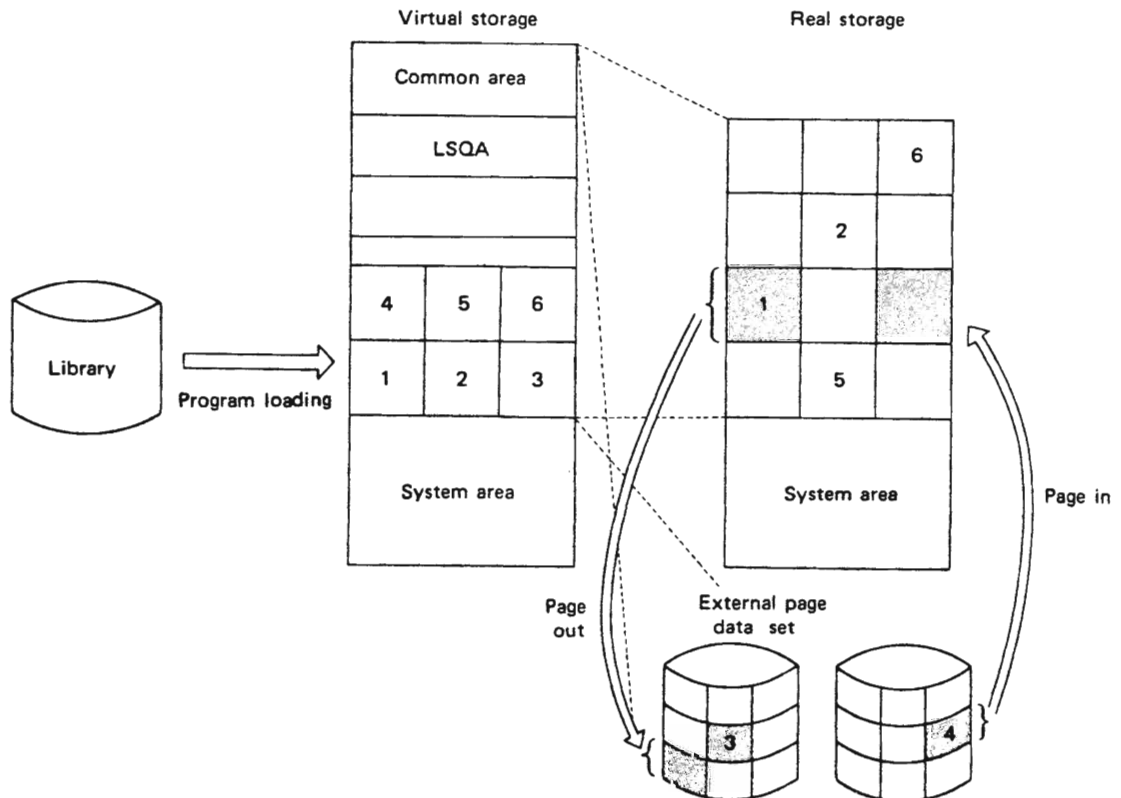 Virtual storage
Real storage
Common area
LSQA
6
2
4 5 6
1
Library
Program loading
1 2 3
5
System area
System area
Page in
Page
out
External page
data set
3
4